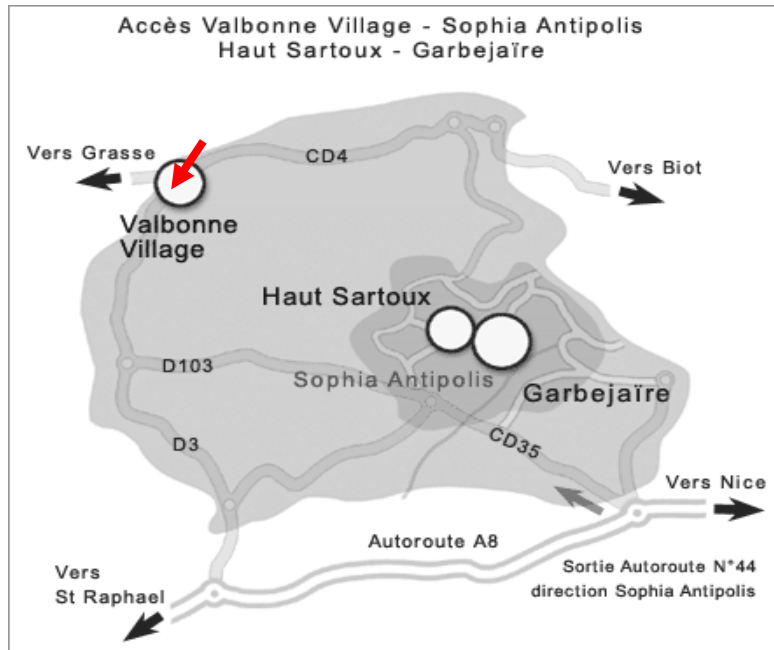 Accès Valbonne Village - Sophia Antipolis
Haut Sartoux - Garbejaïre
Vers Grasse
CD4
Vers Biot
Valbonne
Village
Haut Sartoux
D103
Sophia Antipolis
Garbejaïre
D3
CD35
Vers Nice
Autoroute A8
Vers
St Raphael
Sortie Autoroute N°44
direction Sophia Antipolis